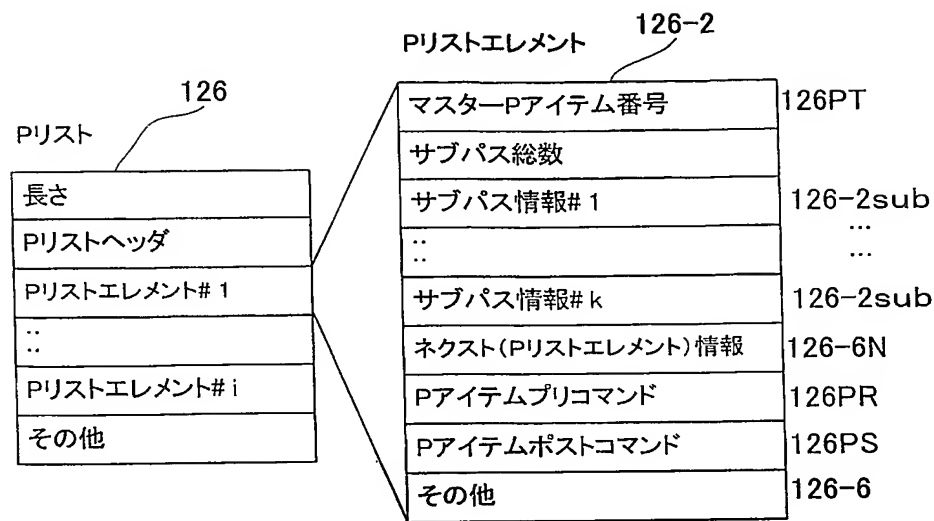 126
Pリスト
長さ
Pリストヘッダ
Pリストエレメント#1
::
Pリストエレメント#i
その他
Pリストエレメント
126-2
マスターPアイテム番号 126PT
サブパス総数
サブパス情報#1 126-2sub
:: …
:: …
サブパス情報#k 126-2sub
ネクスト(Pリストエレメント)情報 126-6N
Pアイテムプリコマンド 126PR
Pアイテムポストコマンド 126PS
その他 126-6